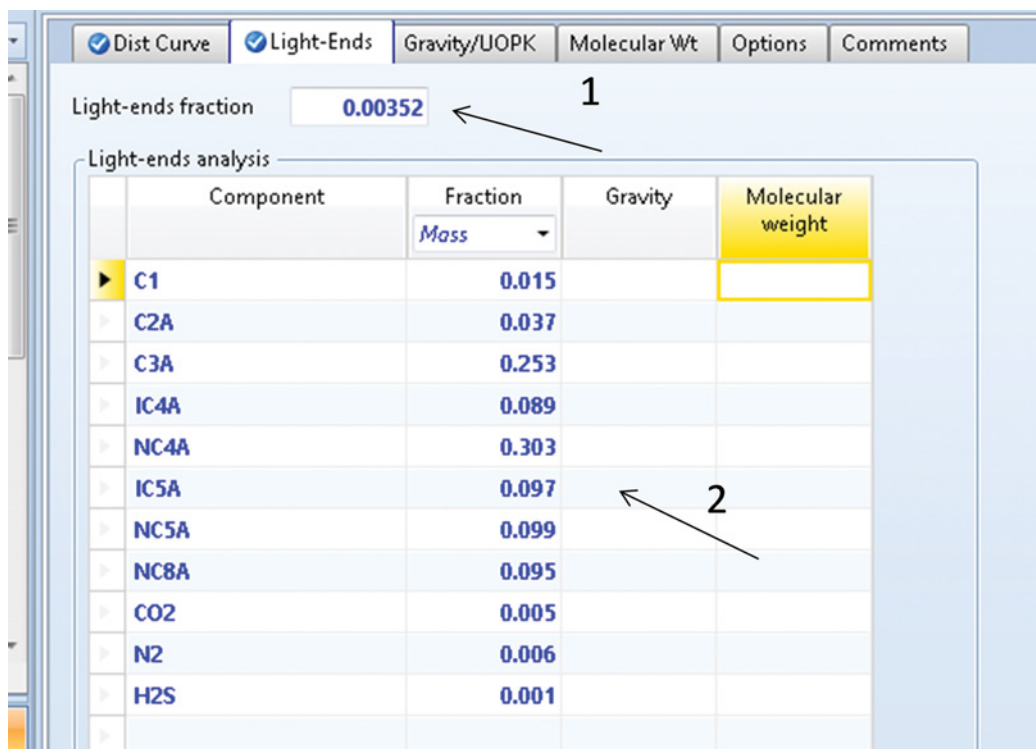 Dist Curve Light-Ends Gravity/UOPK Molecular Wt Options Comments
1
Light-ends fraction 0.00352
Light-ends analysis
Component Fraction Gravity Molecular
weight
Mass
C1 0.015
C2A 0.037
C3A 0.253
IC4A 0.089
NC4A 0.303
IC5A 0.097
2
NC5A 0.099
NC8A 0.095
CO2 0.005
N2 0.006
H2S 0.001